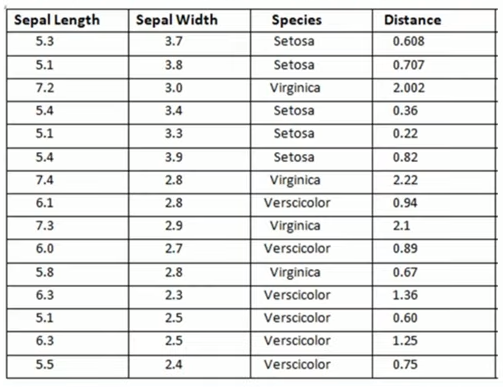 Sepal Length Sepal Width Species Distance
5.3 3.7 Setosa 0.608
5.1 3.8 Setosa 0.707
7.2 3.0 Virginica 2.002
5.4 3.4 Setosa 0.36
5.1 3.3 Setosa 0.22
5.4 3.9 Setosa 0.82
7.4 2.8 Virginica 2.22
6.1 2.8 Verscicolor 0.94
7.3 2.9 Virginica 2.1
6.0 2.7 Verscicolor 0.89
5.8 2.8 Virginica 0.67
6.3 2.3 Verscicolor 1.36
5.1 2.5 Verscicolor 0.60
6.3 2.5 Verscicolor 1.25
5.5 2.4 Verscicolor 0.75